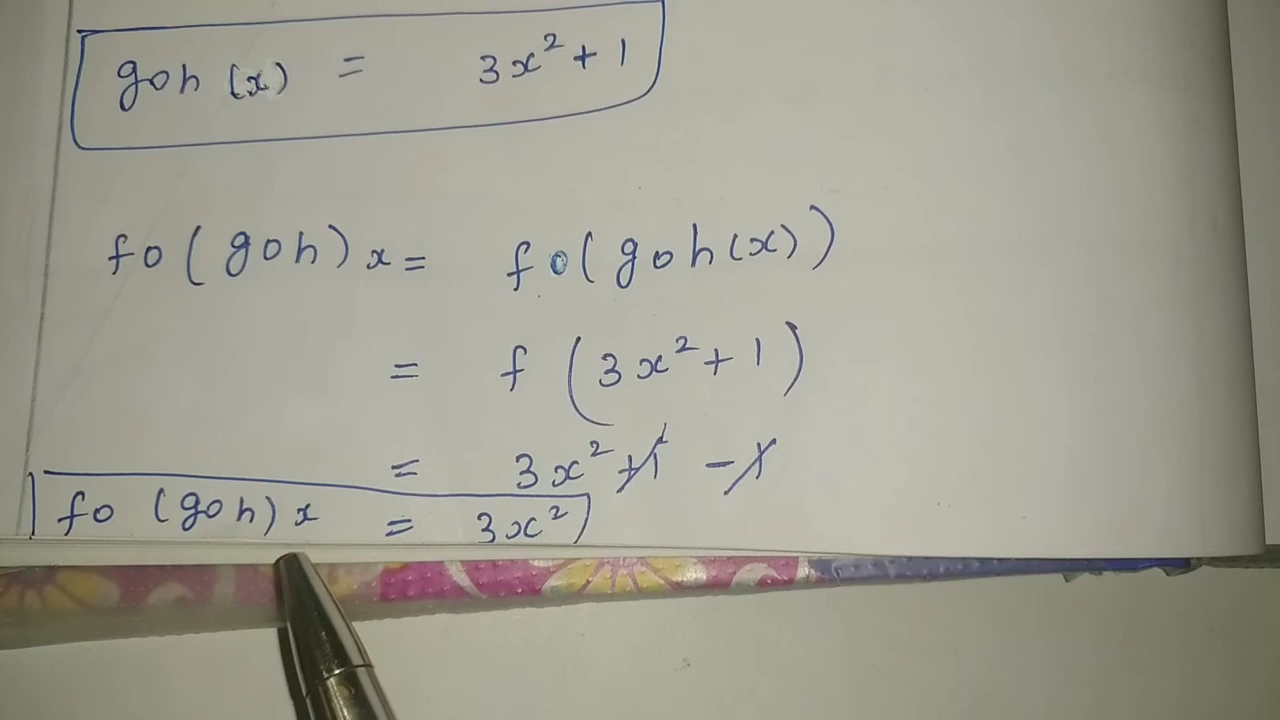 goh (x) = 3x² + 1
fo(goh)x = fo(goh(x))
= f(3x² + 1)
= 3x² + 1 - 1
fo (goh)x = 3x²